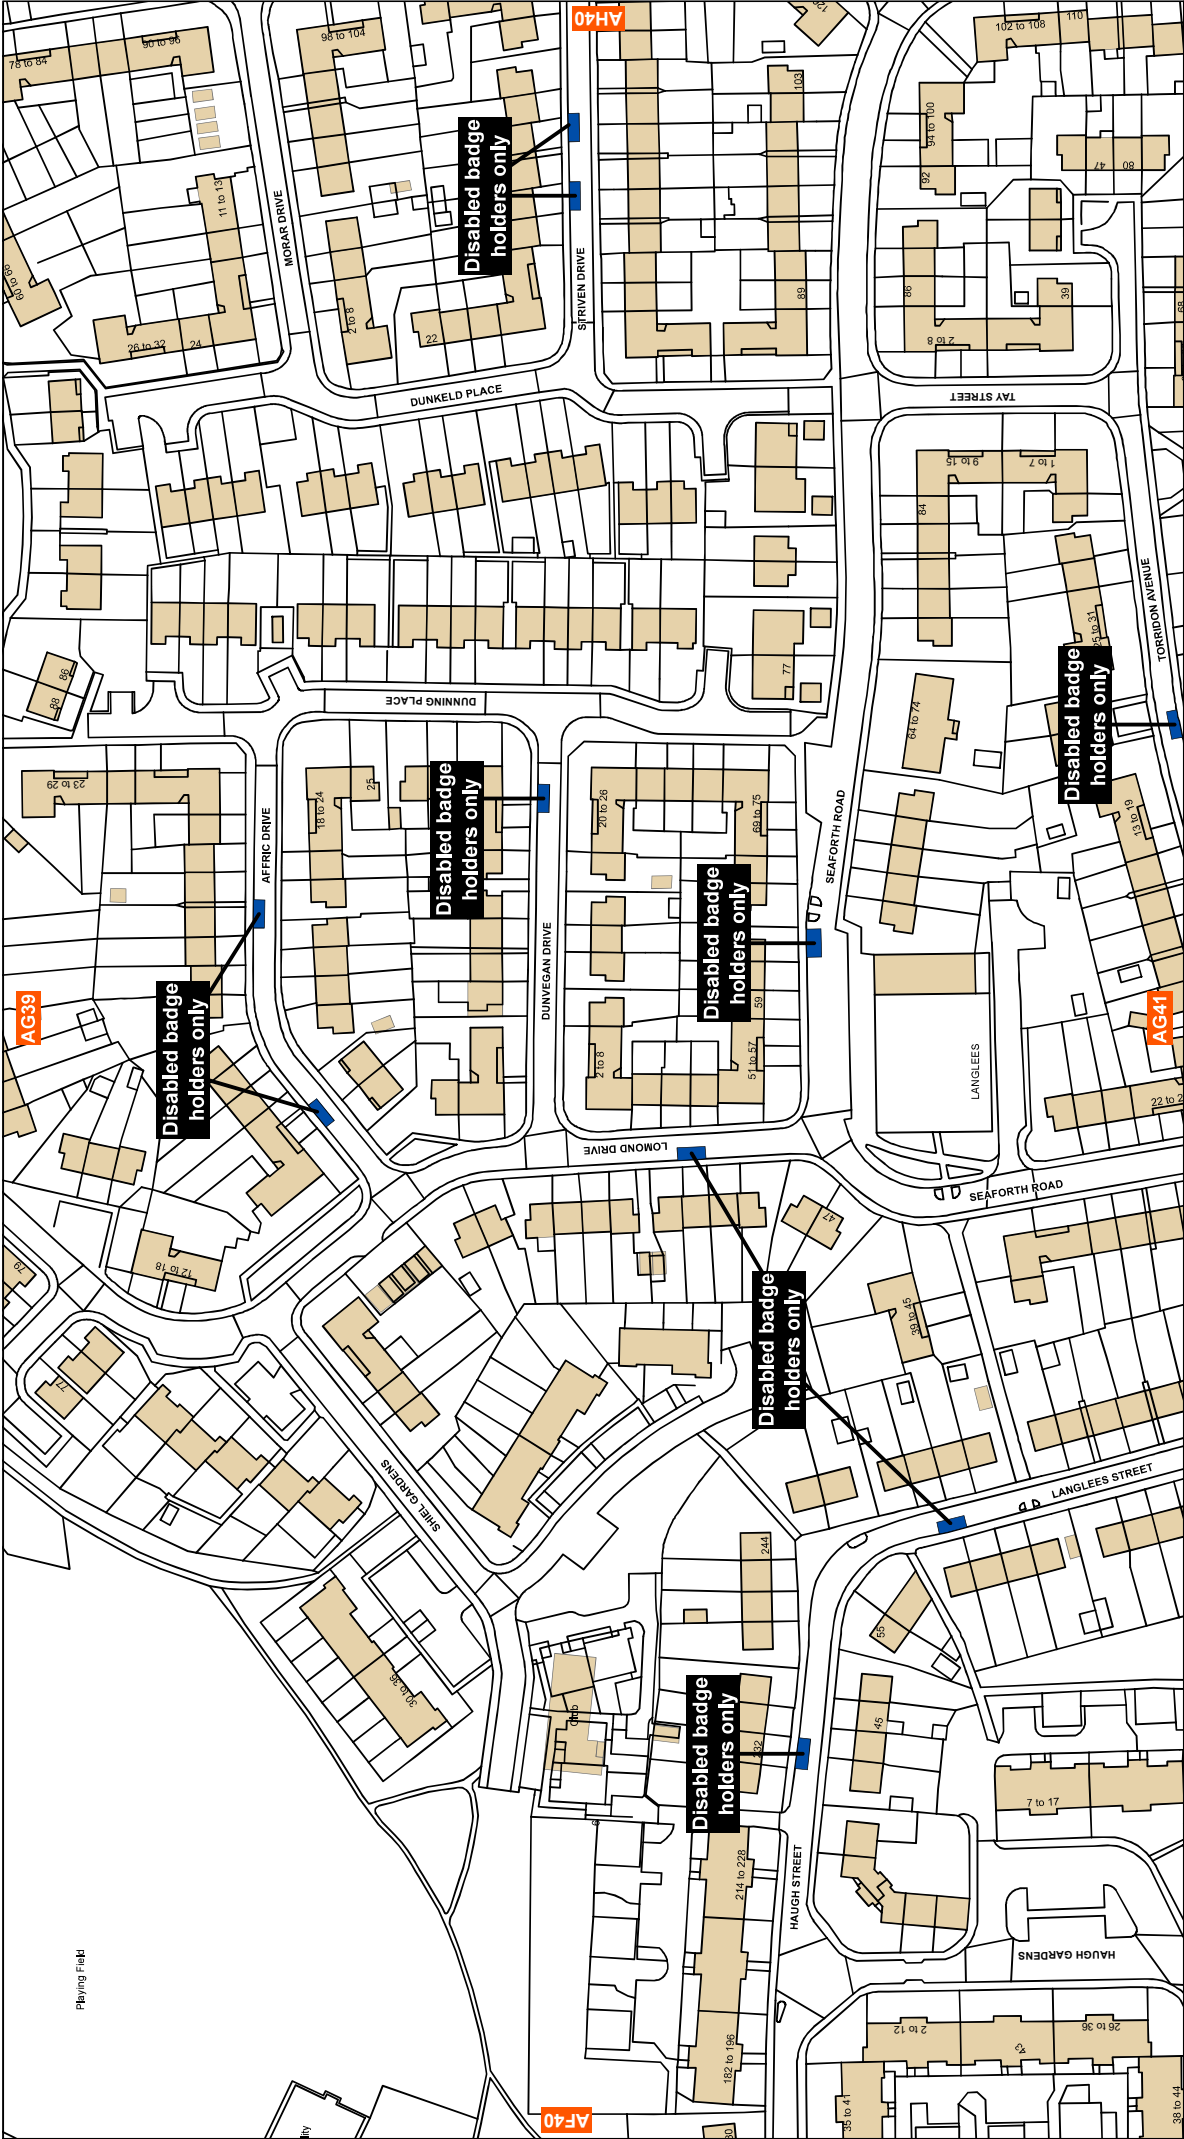 78 to 84
90 to 96
98 to 104
AH40
102 to 108
110
103
94 to 100
92
47
80
11 to 13
MORAR DRIVE
Disabled badge
holders only
STRIVEN DRIVE
26 to 32
24
2 to 8
22
89
86
39
2 to 8
DUNKELD PLACE
TAY STREET
9 to 15
1 to 7
84
TORRIDON AVENUE
25 to 31
Disabled badge
holders only
86
88
77
DUNNING PLACE
64 to 74
23 to 29
18 to 24
25
AFFRIC DRIVE
Disabled badge
holders only
20 to 26
69 to 75
SEAFORTH ROAD
13 to 19
AG39
Disabled badge
holders only
DUNVEGAN DRIVE
Disabled badge
holders only
59
2 to 8
51 to 57
LANGLEES
AG41
LOMOND DRIVE
SEAFORTH ROAD
47
79
12 to 18
77
39 to 45
Disabled badge
holders only
SHIEL GARDENS
LANGLEES STREET
244
55
30 to 36
Club
Disabled badge
holders only
232
45
7 to 17
6
214 to 228
HAUGH STREET
HAUGH GARDENS
Playing Field
182 to 196
2 to 12
26 to 36
35 to 41
38 to 44
AF40